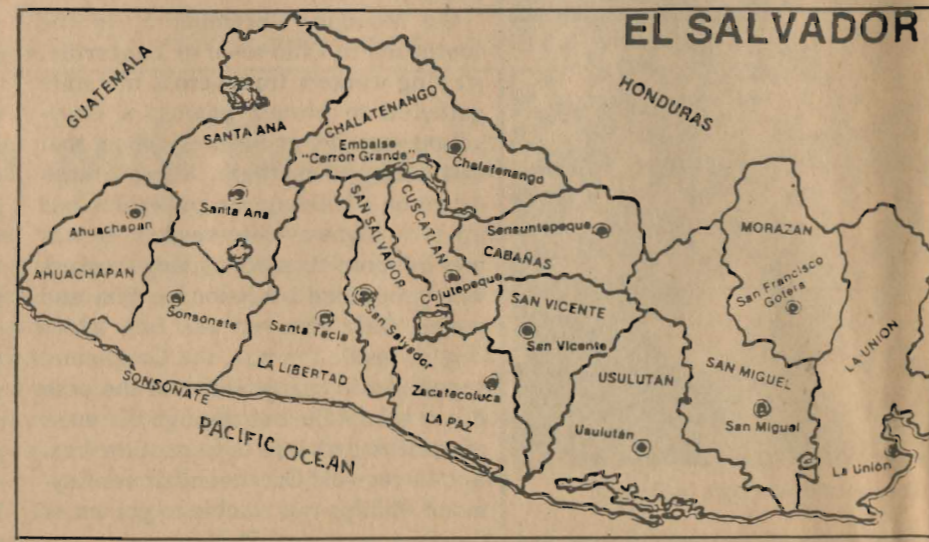 EL SALVADOR
GUATEMALA
HONDURAS
SANTA ANA
CHALATENANGO
Embalse
"Cerron Grande"
Chalatenango
Santa Ana
Ahuachapan
AHUACHAPAN
Sonsonate
SONSONATE
SAN SALVADOR
San Salvador
CUSCATLAN
Cojutepeque
Santa Tecla
LA LIBERTAD
Sensuntepeque
CABAÑAS
SAN VICENTE
San Vicente
Zacatacoluca
LA PAZ
USULUTAN
Usulután
MORAZAN
San Francisco
Gotera
SAN MIGUEL
San Miguel
LA UNION
La Unión
PACIFIC OCEAN